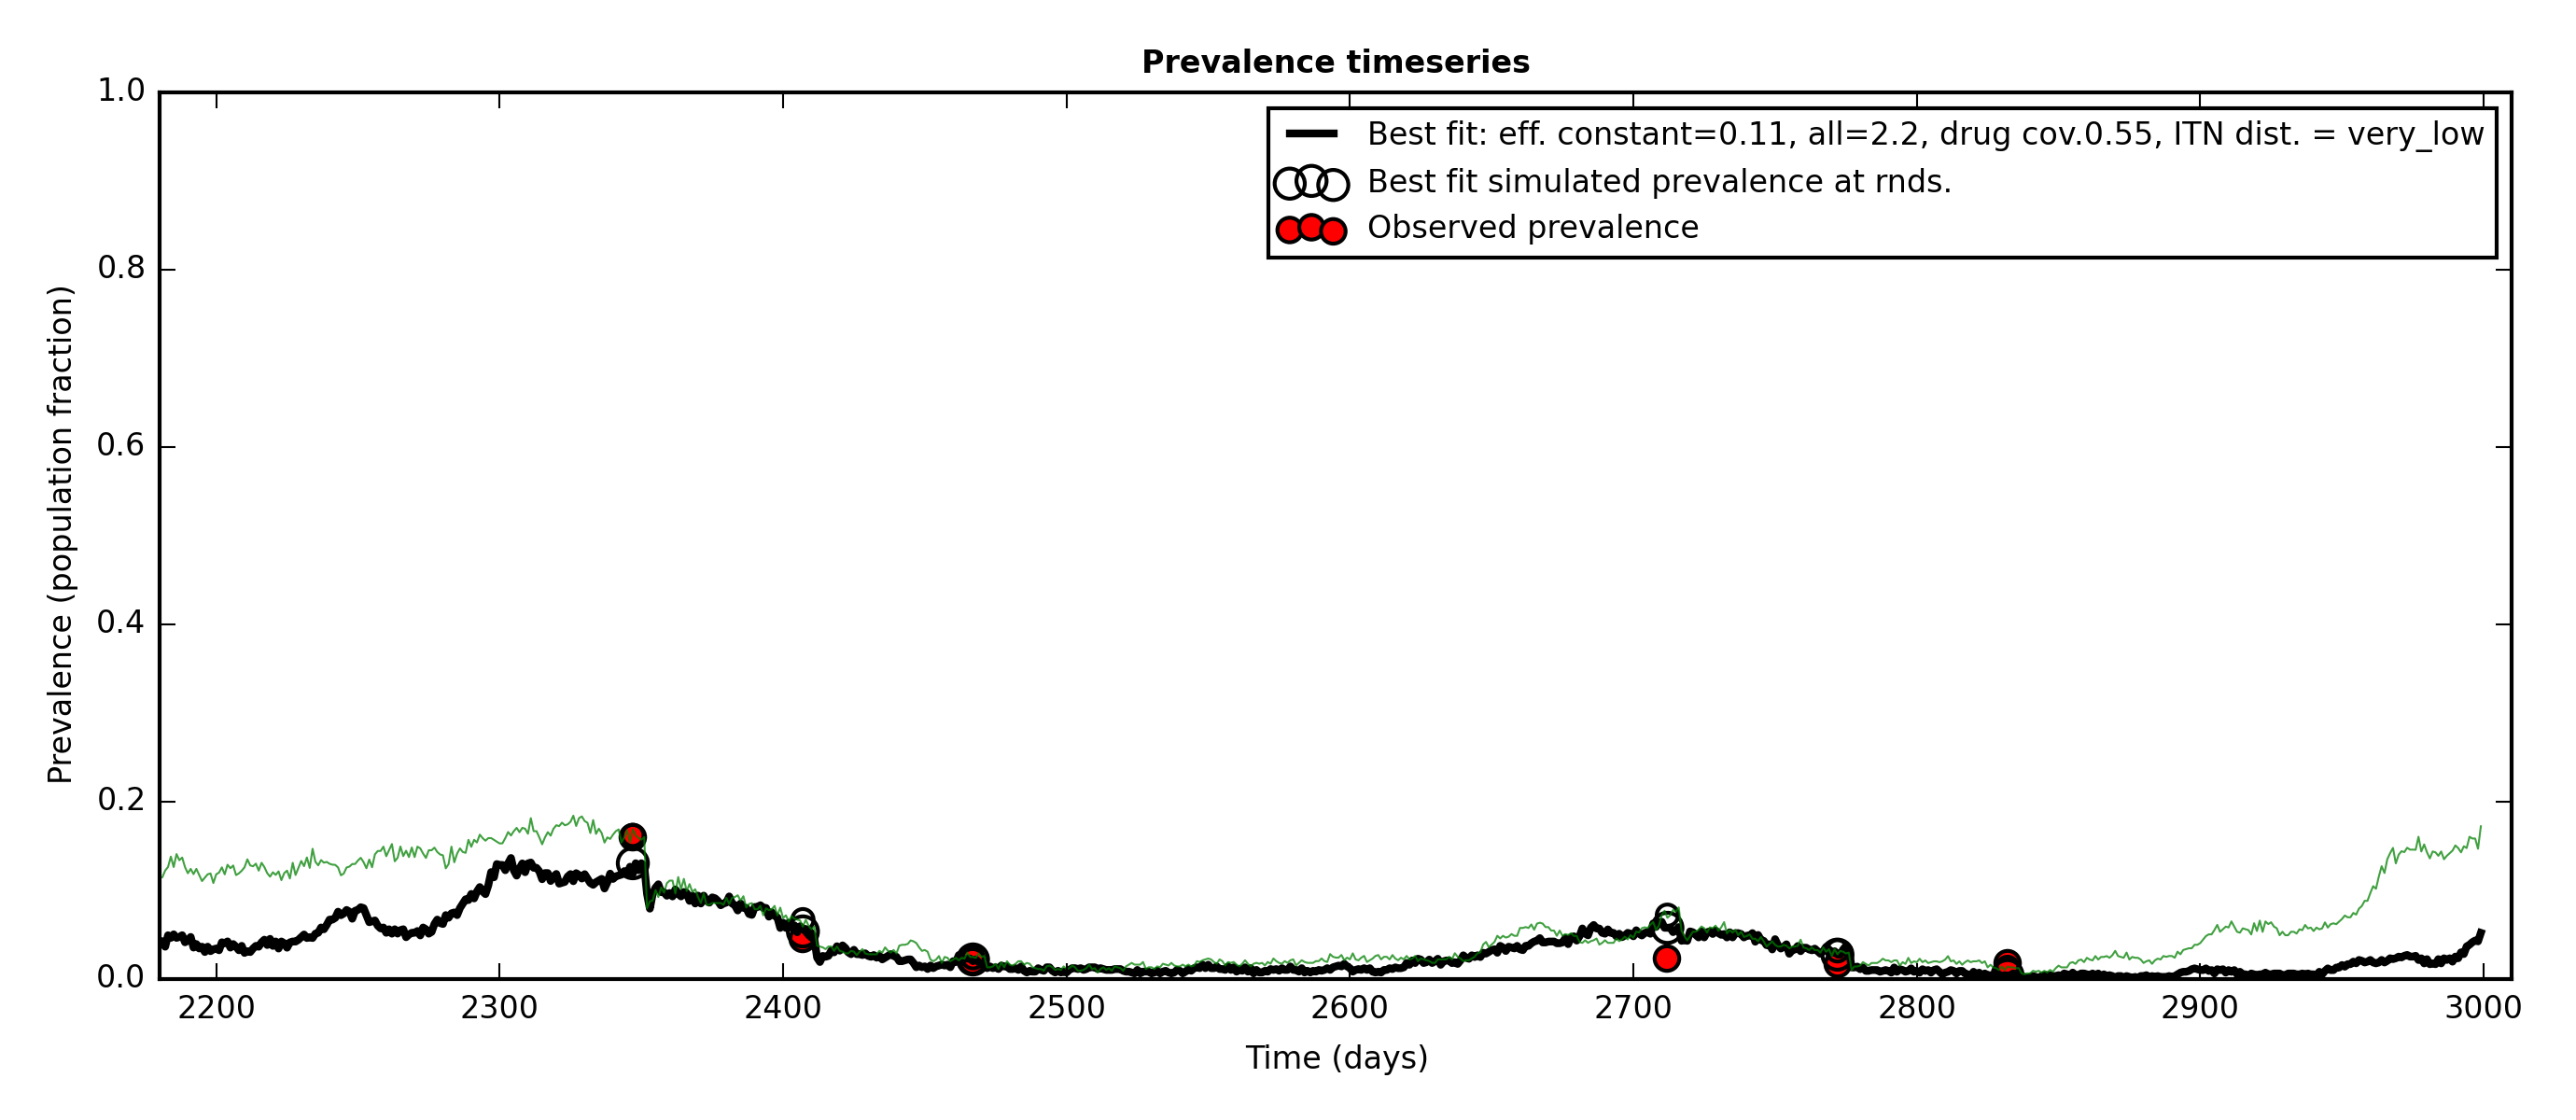 Prevalence timeseries
1.0
0.8
0.6
0.4
0.2
0.0
Prevalence (population fraction)
Best fit: eff. constant=0.11, all=2.2, drug cov.0.55, ITN dist. = very_low
Best fit simulated prevalence at rnds.
Observed prevalence
2200 2300 2400 2500 2600 2700 2800 2900 3000
Time (days)